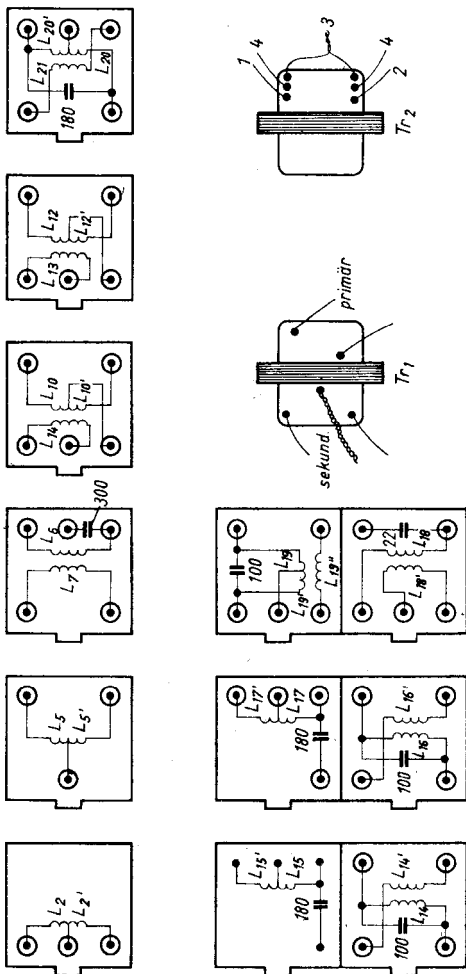 L20'
L21
L20
180
L12
L12'
L13
L10
L10'
L14
L6
300
L7
L5
L5'
L2
L2'
1
4
3
4
2
Tr2
primär
sekund.
Tr1
100
L19
L19'
L19"
22
L18
L18'
L17'
L17
180
L16"
L16
100
L15'
L15
180
L14'
L14
100